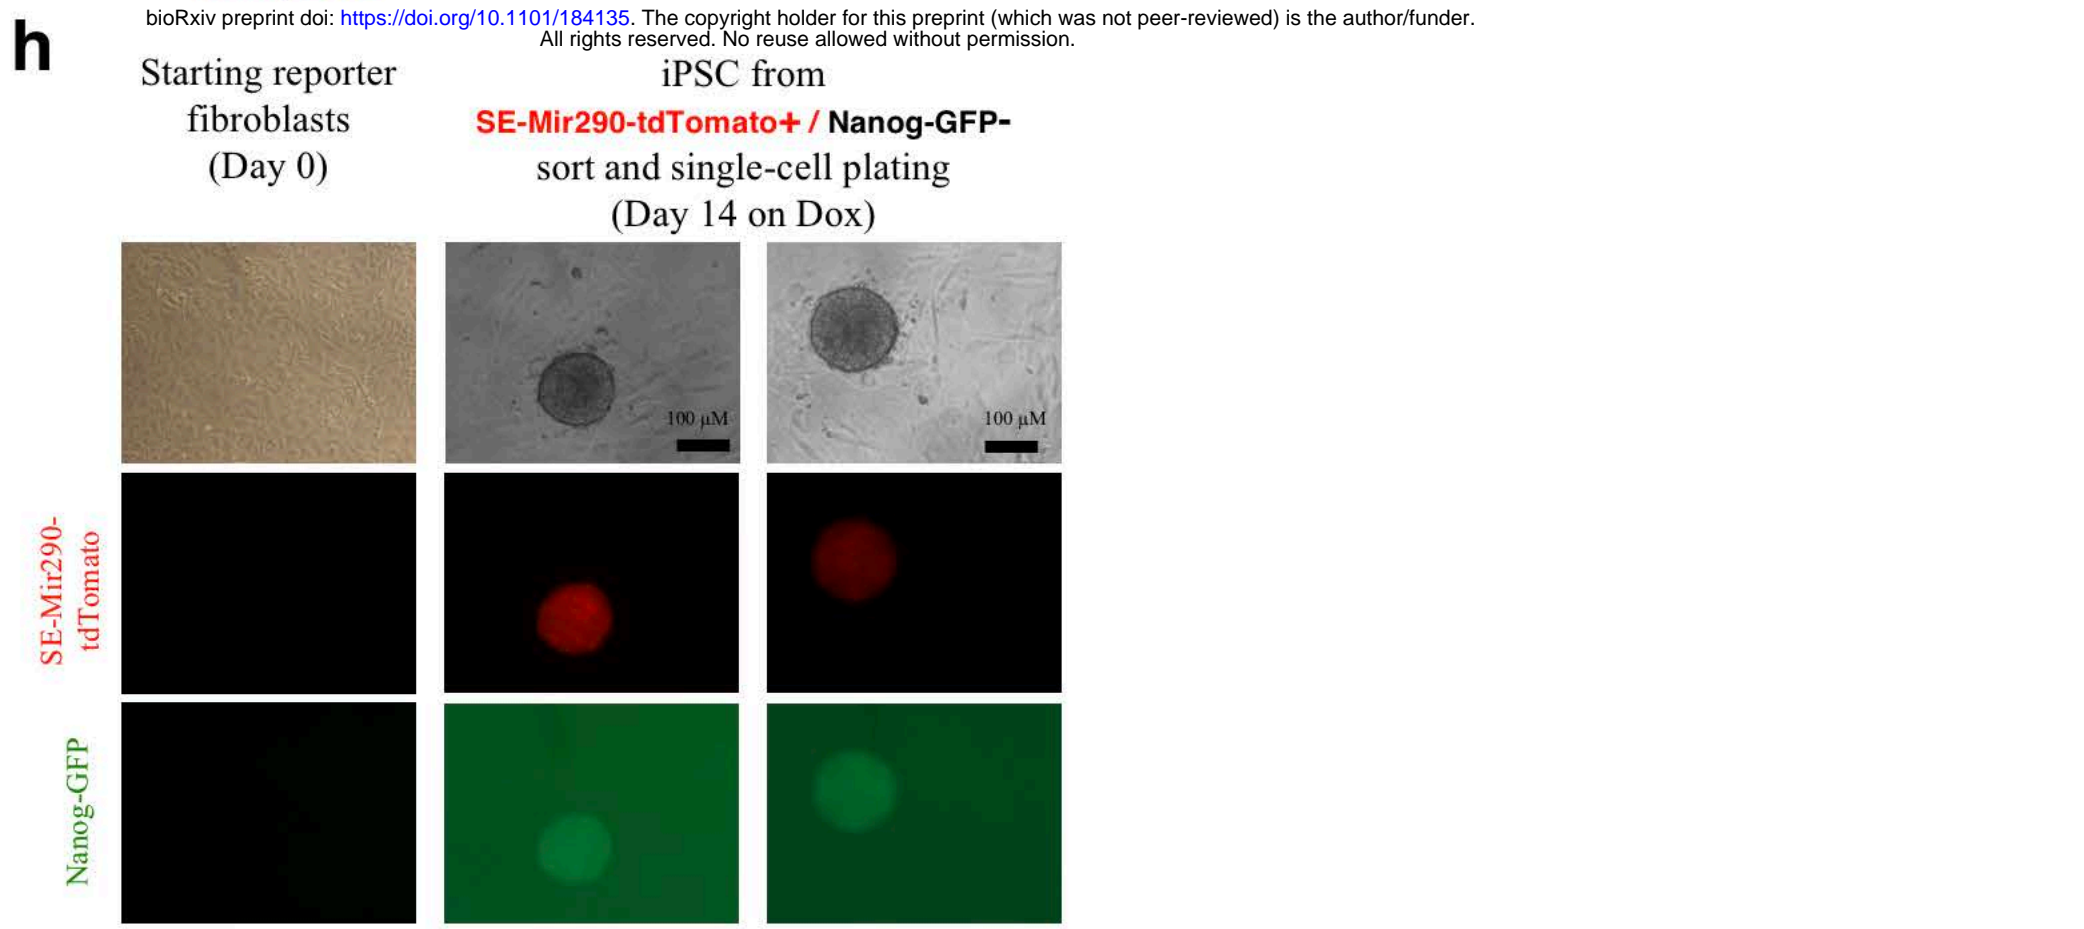 bioRxiv preprint doi: https://doi.org/10.1101/184135. The copyright holder for this preprint (which was not peer-reviewed) is the author/funder.
All rights reserved. No reuse allowed without permission.
h
Starting reporter
fibroblasts
(Day 0)
iPSC from
SE-Mir290-tdTomato+ / Nanog-GFP-
sort and single-cell plating
(Day 14 on Dox)
100 µM
100 µM
SE-Mir290-
tdTomato
Nanog-GFP